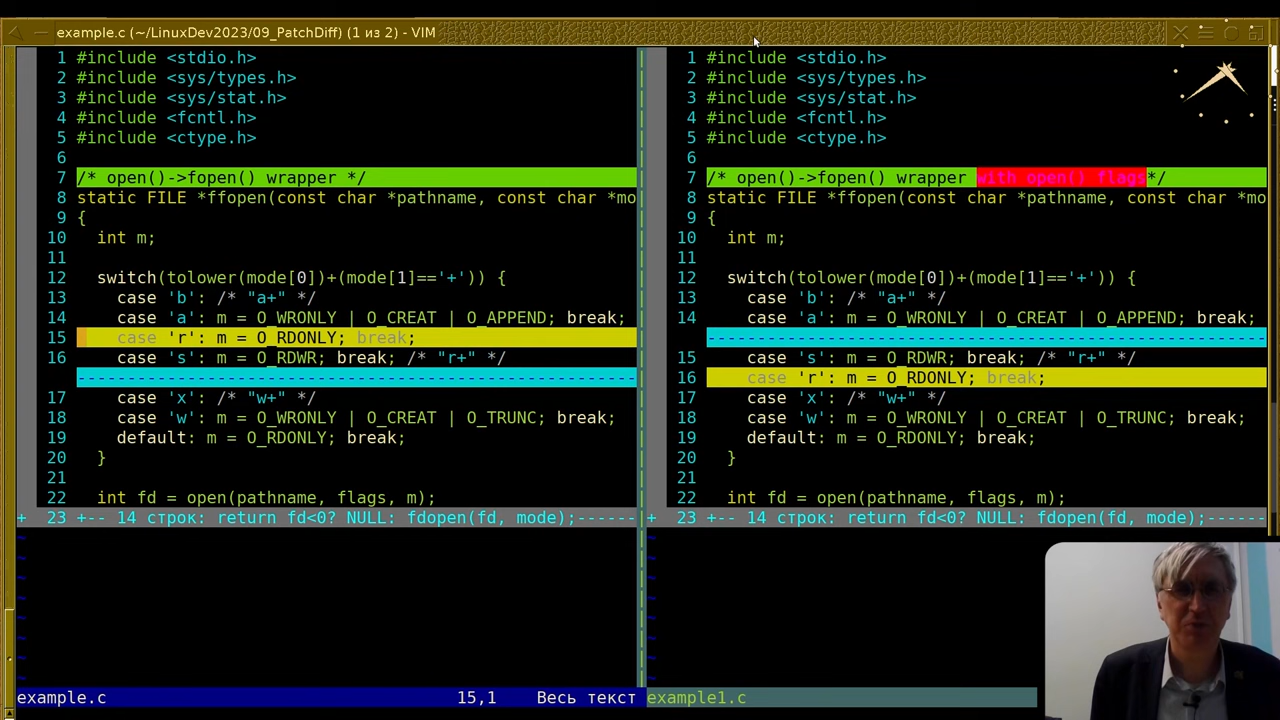 example.c (~/LinuxDev2023/09_PatchDiff) (1 из 2) - VIM
1 #include <stdio.h>
2 #include <sys/types.h>
3 #include <sys/stat.h>
4 #include <fcntl.h>
5 #include <ctype.h>
6
7 /* open()->fopen() wrapper */
8 static FILE *ffopen(const char *pathname, const char *mo
9 {
10 int m;
11
12 switch(tolower(mode[0])+(mode[1]=='+')) {
13 case 'b': /* "a+" */
14 case 'a': m = O_WRONLY | O_CREAT | O_APPEND; break;
15 case 'r': m = O_RDONLY; break;
16 case 's': m = O_RDWR; break; /* "r+" */
--------------------------------------------------------
17 case 'x': /* "w+" */
18 case 'w': m = O_WRONLY | O_CREAT | O_TRUNC; break;
19 default: m = O_RDONLY; break;
20 }
21
22 int fd = open(pathname, flags, m);
+ 23 +-- 14 строк: return fd<0? NULL: fdopen(fd, mode);------
~
~
~
~
~
~
~
~
example.c 15,1 Весь текст
1 #include <stdio.h>
2 #include <sys/types.h>
3 #include <sys/stat.h>
4 #include <fcntl.h>
5 #include <ctype.h>
6
7 /* open()->fopen() wrapper with open() flags*/
8 static FILE *ffopen(const char *pathname, const char *mo
9 {
10 int m;
11
12 switch(tolower(mode[0])+(mode[1]=='+')) {
13 case 'b': /* "a+" */
14 case 'a': m = O_WRONLY | O_CREAT | O_APPEND; break;
--------------------------------------------------------
15 case 's': m = O_RDWR; break; /* "r+" */
16 case 'r': m = O_RDONLY; break;
17 case 'x': /* "w+" */
18 case 'w': m = O_WRONLY | O_CREAT | O_TRUNC; break;
19 default: m = O_RDONLY; break;
20 }
21
22 int fd = open(pathname, flags, m);
+ 23 +-- 14 строк: return fd<0? NULL: fdopen(fd, mode);------
~
~
~
~
~
~
~
~
example1.c